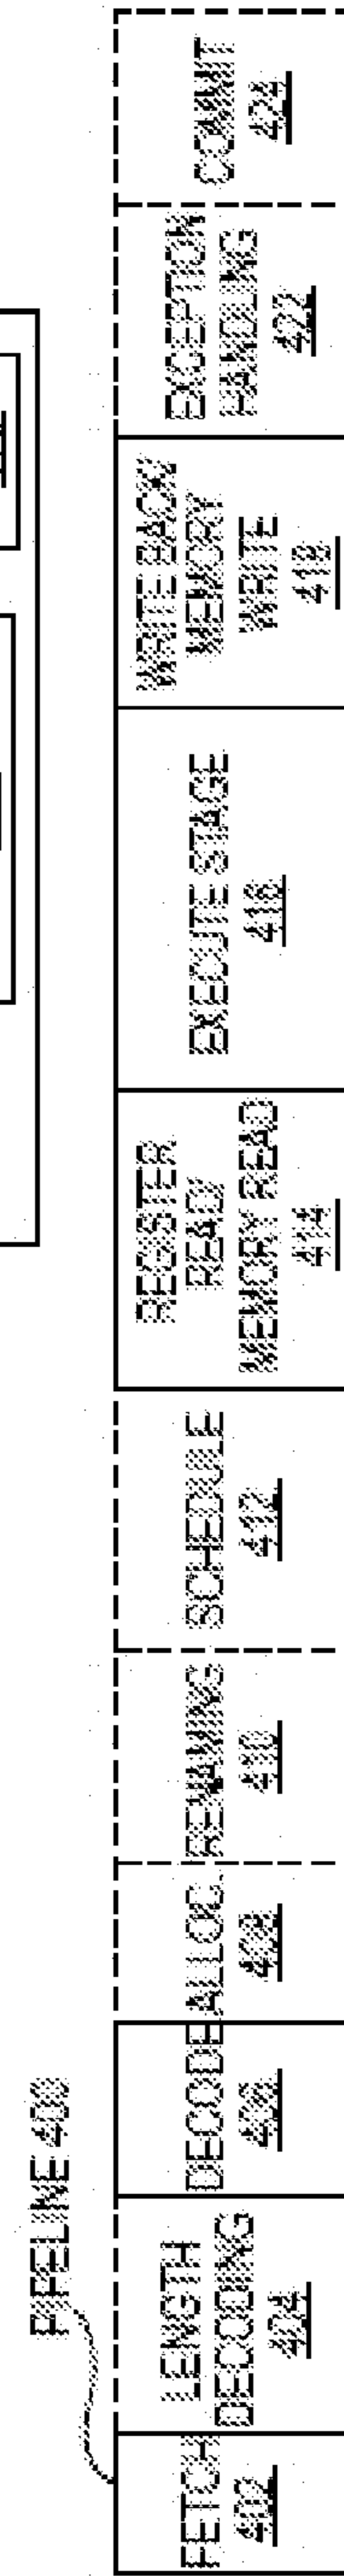 PIPELINE 400
FETCH
402
LENGTH
DECODING
404
DECODE
406
ALLOC.
408
RENAMING
410
SCHEDULE
412
REGISTER
READ/
MEMORY READ
414
EXECUTE STAGE
416
WRITE BACK/
MEMORY
WRITE
418
EXCEPTION
HANDLING
422
COMMIT
424